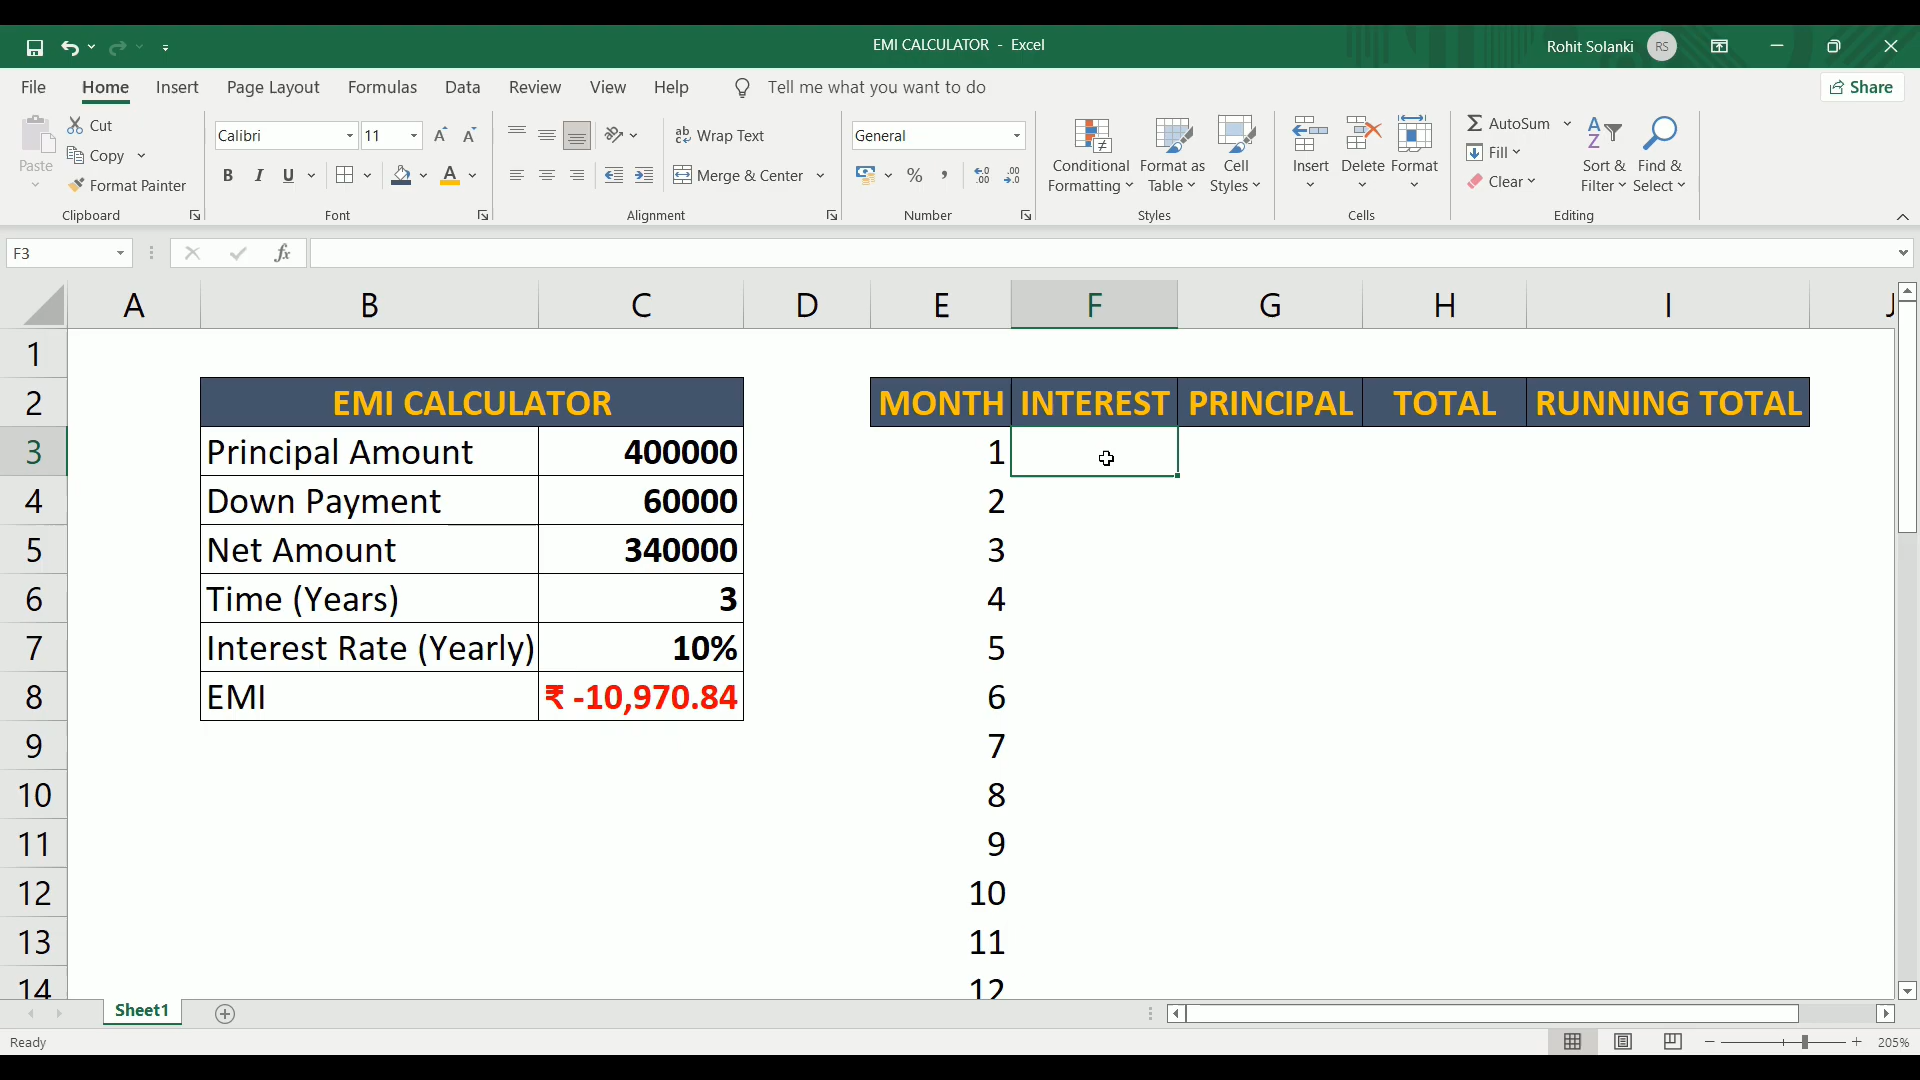 EMI CALCULATOR - Excel
Rohit Solanki RS
File Home Insert Page Layout Formulas Data Review View Help Tell me what you want to do Share
Paste
Cut
Copy
Format Painter
Clipboard
Calibri 11
B I U
Font
Wrap Text
Merge & Center
Alignment
General
Number
Conditional Formatting
Format as Table
Cell Styles
Styles
Insert Delete Format
Cells
AutoSum
Fill
Clear
Sort & Filter
Find & Select
Editing
F3 fx
A B C D E F G H I J
1
2 EMI CALCULATOR MONTH INTEREST PRINCIPAL TOTAL RUNNING TOTAL
3 Principal Amount 400000 1
4 Down Payment 60000 2
5 Net Amount 340000 3
6 Time (Years) 3 4
7 Interest Rate (Yearly) 10% 5
8 EMI ₹ -10,970.84 6
9 7
10 8
11 9
12 10
13 11
14 12
Sheet1
Ready 205%